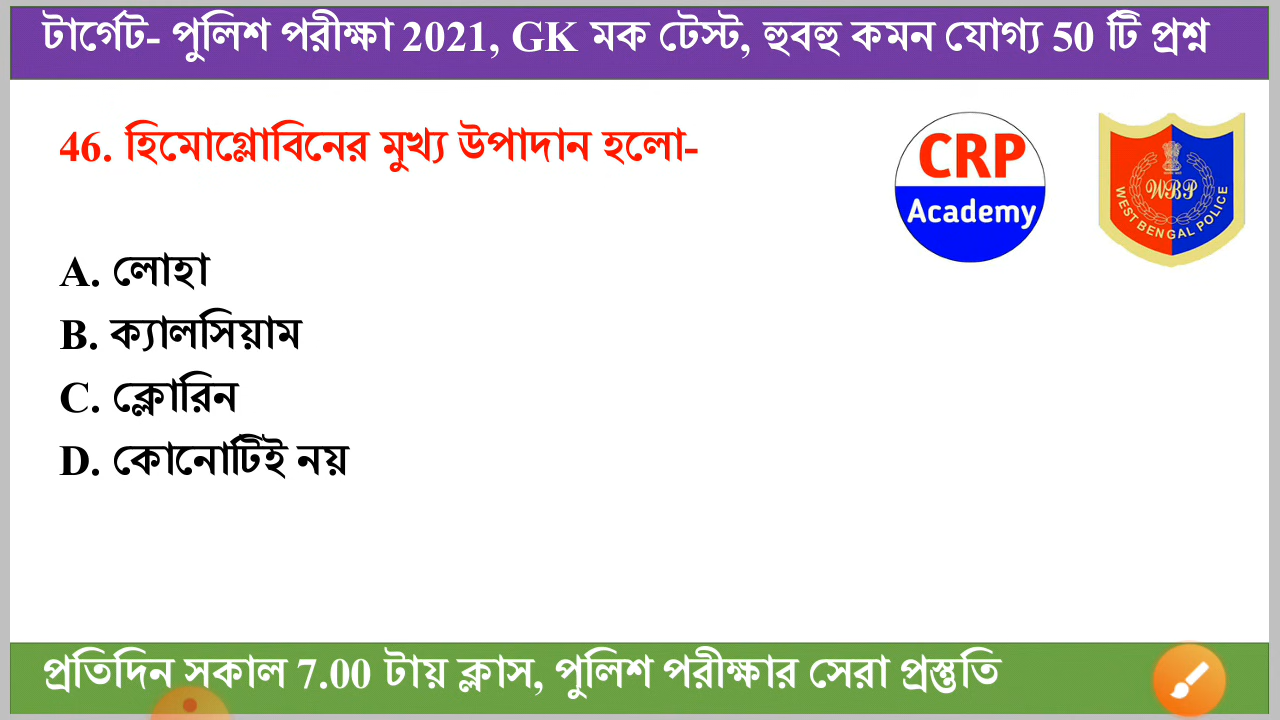 টার্গেট- পুলিশ পরীক্ষা 2021, GK মক টেস্ট, হুবহু কমন যোগ্য 50 টি প্রশ্ন
46. হিমোগ্লোবিনের মুখ্য উপাদান হলো-
CRP
Academy
WBP
WEST BENGAL POLICE
A. লোহা
B. ক্যালসিয়াম
C. ক্লোরিন
D. কোনোটিই নয়
প্রতিদিন সকাল 7.00 টায় ক্লাস, পুলিশ পরীক্ষার সেরা প্রস্তুতি